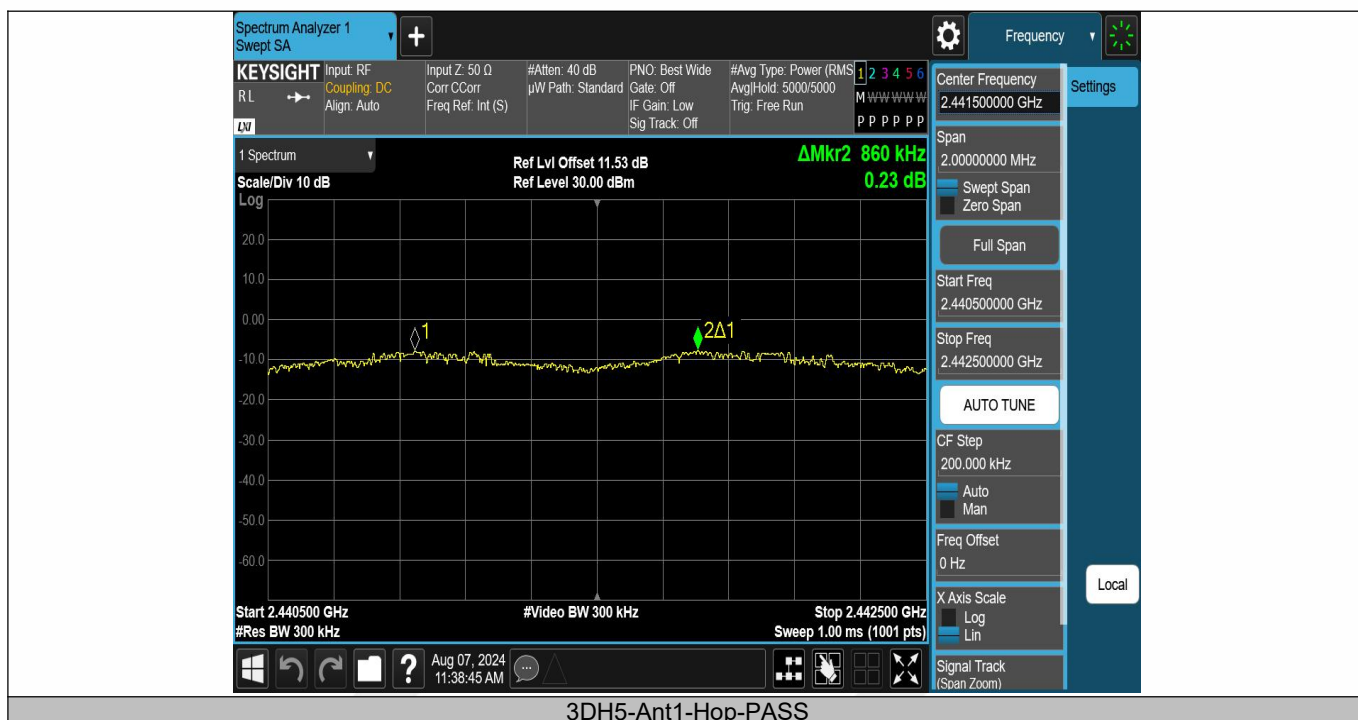 Spectrum Analyzer 1
Swept SA
+
Frequency
KEYSIGHT
RL
LXI
Input: RF
Coupling: DC
Align: Auto
Input Z: 50 Ω
Corr CCorr
Freq Ref: Int (S)
#Atten: 40 dB
µW Path: Standard
PNO: Best Wide
Gate: Off
IF Gain: Low
Sig Track: Off
#Avg Type: Power (RMS
Avg|Hold: 5000/5000
Trig: Free Run
1 2 3 4 5 6
M W W W W W
P P P P P P
1 Spectrum
Scale/Div 10 dB
Log
Ref Lvl Offset 11.53 dB
Ref Level 30.00 dBm
ΔMkr2 860 kHz
0.23 dB
20.0
10.0
0.00
-10.0
-20.0
-30.0
-40.0
-50.0
-60.0
1
2Δ1
Start 2.440500 GHz
#Res BW 300 kHz
#Video BW 300 kHz
Stop 2.442500 GHz
Sweep 1.00 ms (1001 pts)
Settings
Center Frequency
2.441500000 GHz
Span
2.00000000 MHz
Swept Span
Zero Span
Full Span
Start Freq
2.440500000 GHz
Stop Freq
2.442500000 GHz
AUTO TUNE
CF Step
200.000 kHz
Auto
Man
Freq Offset
0 Hz
X Axis Scale
Log
Lin
Signal Track
(Span Zoom)
Local
?
Aug 07, 2024
11:38:45 AM
3DH5-Ant1-Hop-PASS